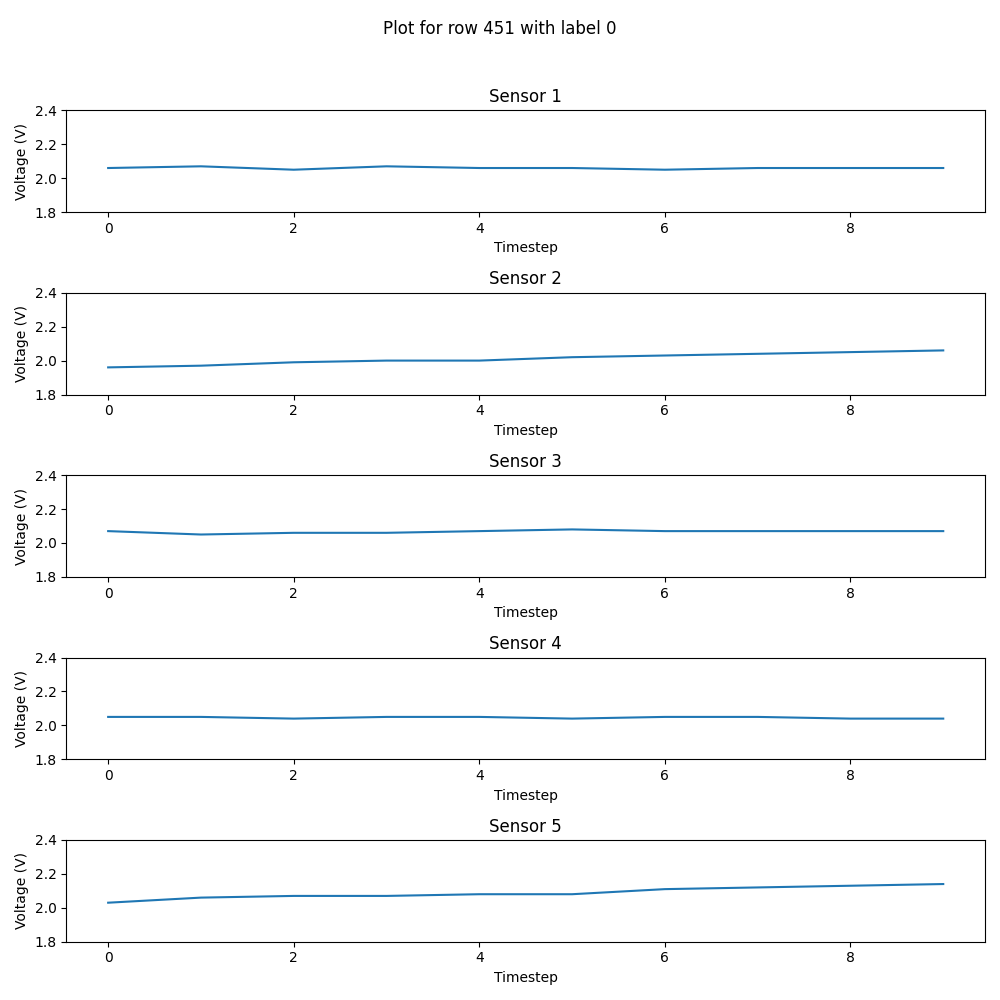 Plot for row 451 with label 0
Sensor 1
Voltage (V)
2.4
2.2
2.0
1.8
0 2 4 6 8
Timestep
Sensor 2
Voltage (V)
2.4
2.2
2.0
1.8
0 2 4 6 8
Timestep
Sensor 3
Voltage (V)
2.4
2.2
2.0
1.8
0 2 4 6 8
Timestep
Sensor 4
Voltage (V)
2.4
2.2
2.0
1.8
0 2 4 6 8
Timestep
Sensor 5
Voltage (V)
2.4
2.2
2.0
1.8
0 2 4 6 8
Timestep